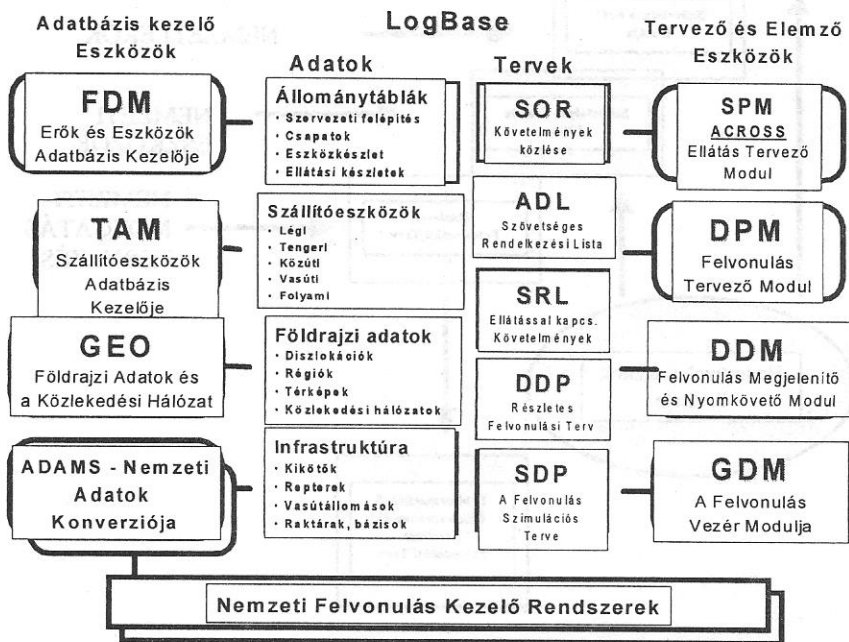 LogBase
Adatbázis kezelő
Eszközök
Adatok
Tervek
Tervező és Elemző
Eszközök
FDM
Erők és Eszközök
Adatbázis Kezelője
TAM
Szállítóeszközök
Adatbázis
Kezelője
GEO
Földrajzi Adatok és
a Közlekedési Hálózat
ADAMS - Nemzeti
Adatok
Konverziója
Állománytáblák
· Szervezeti felépítés
· Csapatok
· Eszközkészlet
· Ellátási készletek
Szállítóeszközök
· Légi
· Tengeri
· Közúti
· Vasúti
· Folyami
Földrajzi adatok
· Diszlokációk
· Régiók
· Térképek
· Közlekedési hálózatok
Infrastruktúra
· Kikötők
· Repterek
· Vasútállomások
· Raktárak, bázisok
SOR
Követelmények
közlése
ADL
Szövetséges
Rendelkezési Lista
SRL
Ellátással kapcs.
Követelmények
DDP
Részletes
Felvonulási Terv
SDP
A Felvonulás
Szimulációs
Terve
SPM
ACROSS
Ellátás Tervező
Modul
DPM
Felvonulás
Tervező Modul
DDM
Felvonulás Megjelenítő
és Nyomkövető Modul
GDM
A Felvonulás
Vezér Modulja
Nemzeti Felvonulás Kezelő Rendszerek